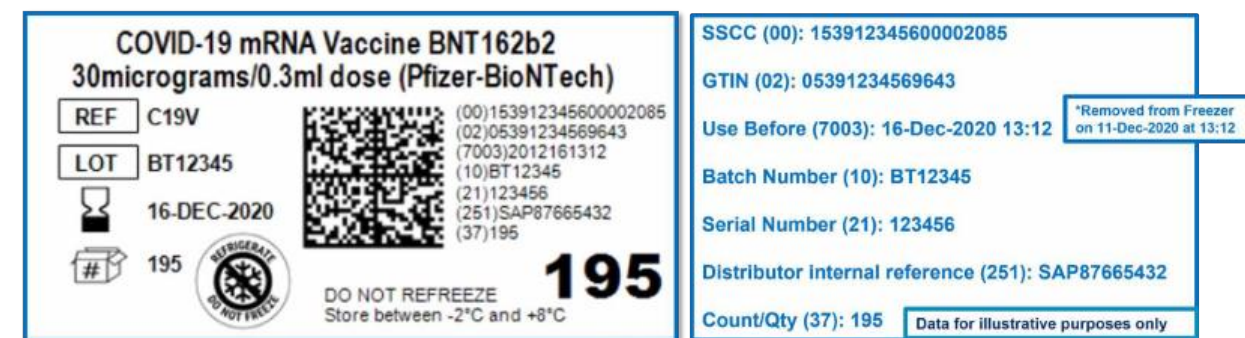 COVID-19 mRNA Vaccine BNT162b2
30micrograms/0.3ml dose (Pfizer-BioNTech)
REF C19V
LOT BT12345
16-DEC-2020
# 195
(00)153912345600002085
(02)05391234569643
(7003)2012161312
(10)BT12345
(21)123456
(251)SAP87665432
(37)195
REFRIGERATE
DO NOT FREEZE
195
DO NOT REFREEZE
Store between -2°C and +8°C
SSCC (00): 153912345600002085
GTIN (02): 05391234569643
Use Before (7003): 16-Dec-2020 13:12
*Removed from Freezer
on 11-Dec-2020 at 13:12
Batch Number (10): BT12345
Serial Number (21): 123456
Distributor internal reference (251): SAP87665432
Count/Qty (37): 195
Data for illustrative purposes only